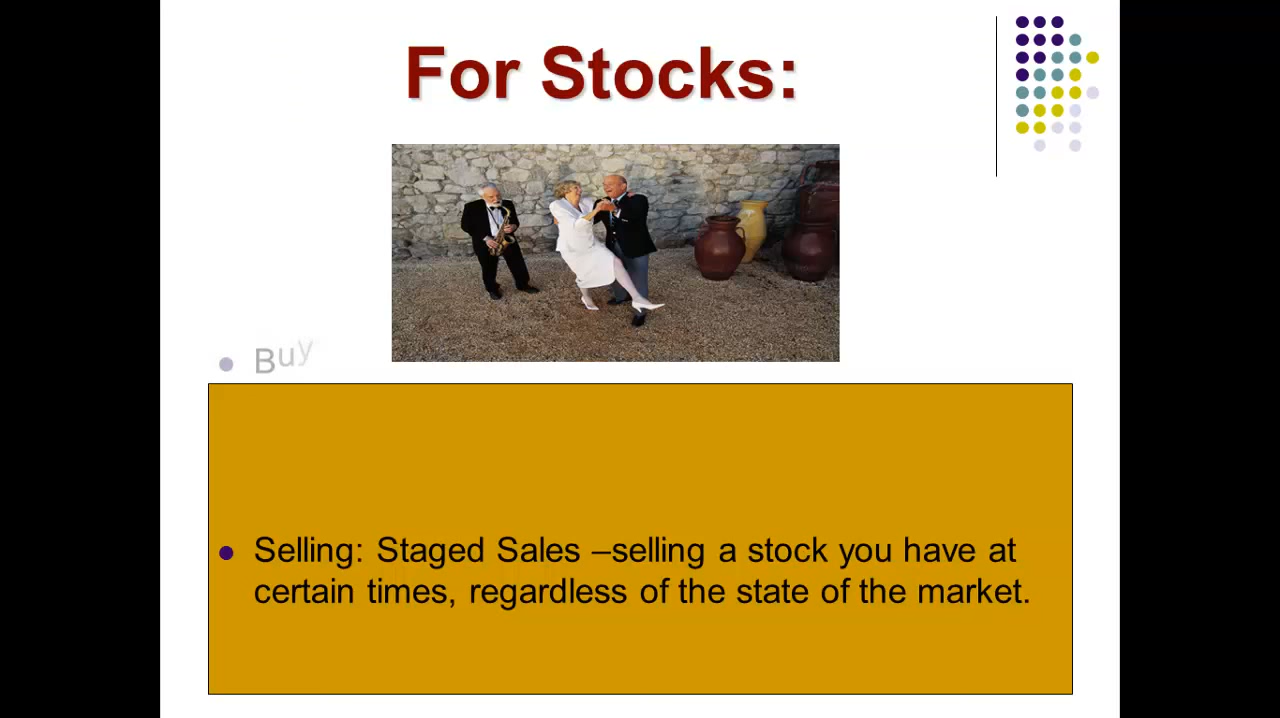 For Stocks:
Buy
Selling: Staged Sales –selling a stock you have at
certain times, regardless of the state of the market.